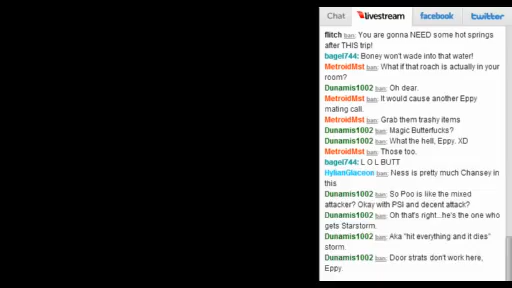 Chat livestream facebook twitter
flitch ban: You are gonna NEED some hot springs
after THIS trip!
bagel744: Boney won't wade into that water!
MetroidMst ban: What if that roach is actually in your
room?
Dunamis1002 ban: Oh dear.
MetroidMst ban: It would cause another Eppy
mating call.
MetroidMst ban: Grab them trashy items
Dunamis1002 ban: Magic Butterfucks?
Dunamis1002 ban: What the hell, Eppy. XD
MetroidMst ban: Those too.
bagel744: L O L BUTT
HylianGlaceon ban: Ness is pretty much Chansey in
this
Dunamis1002 ban: So Poo is like the mixed
attacker? Okay with PSI and decent attack?
Dunamis1002 ban: Oh that's right...he's the one who
gets Starstorm.
Dunamis1002 ban: Aka "hit everything and it dies"
storm.
Dunamis1002 ban: Door strats don't work here,
Eppy.